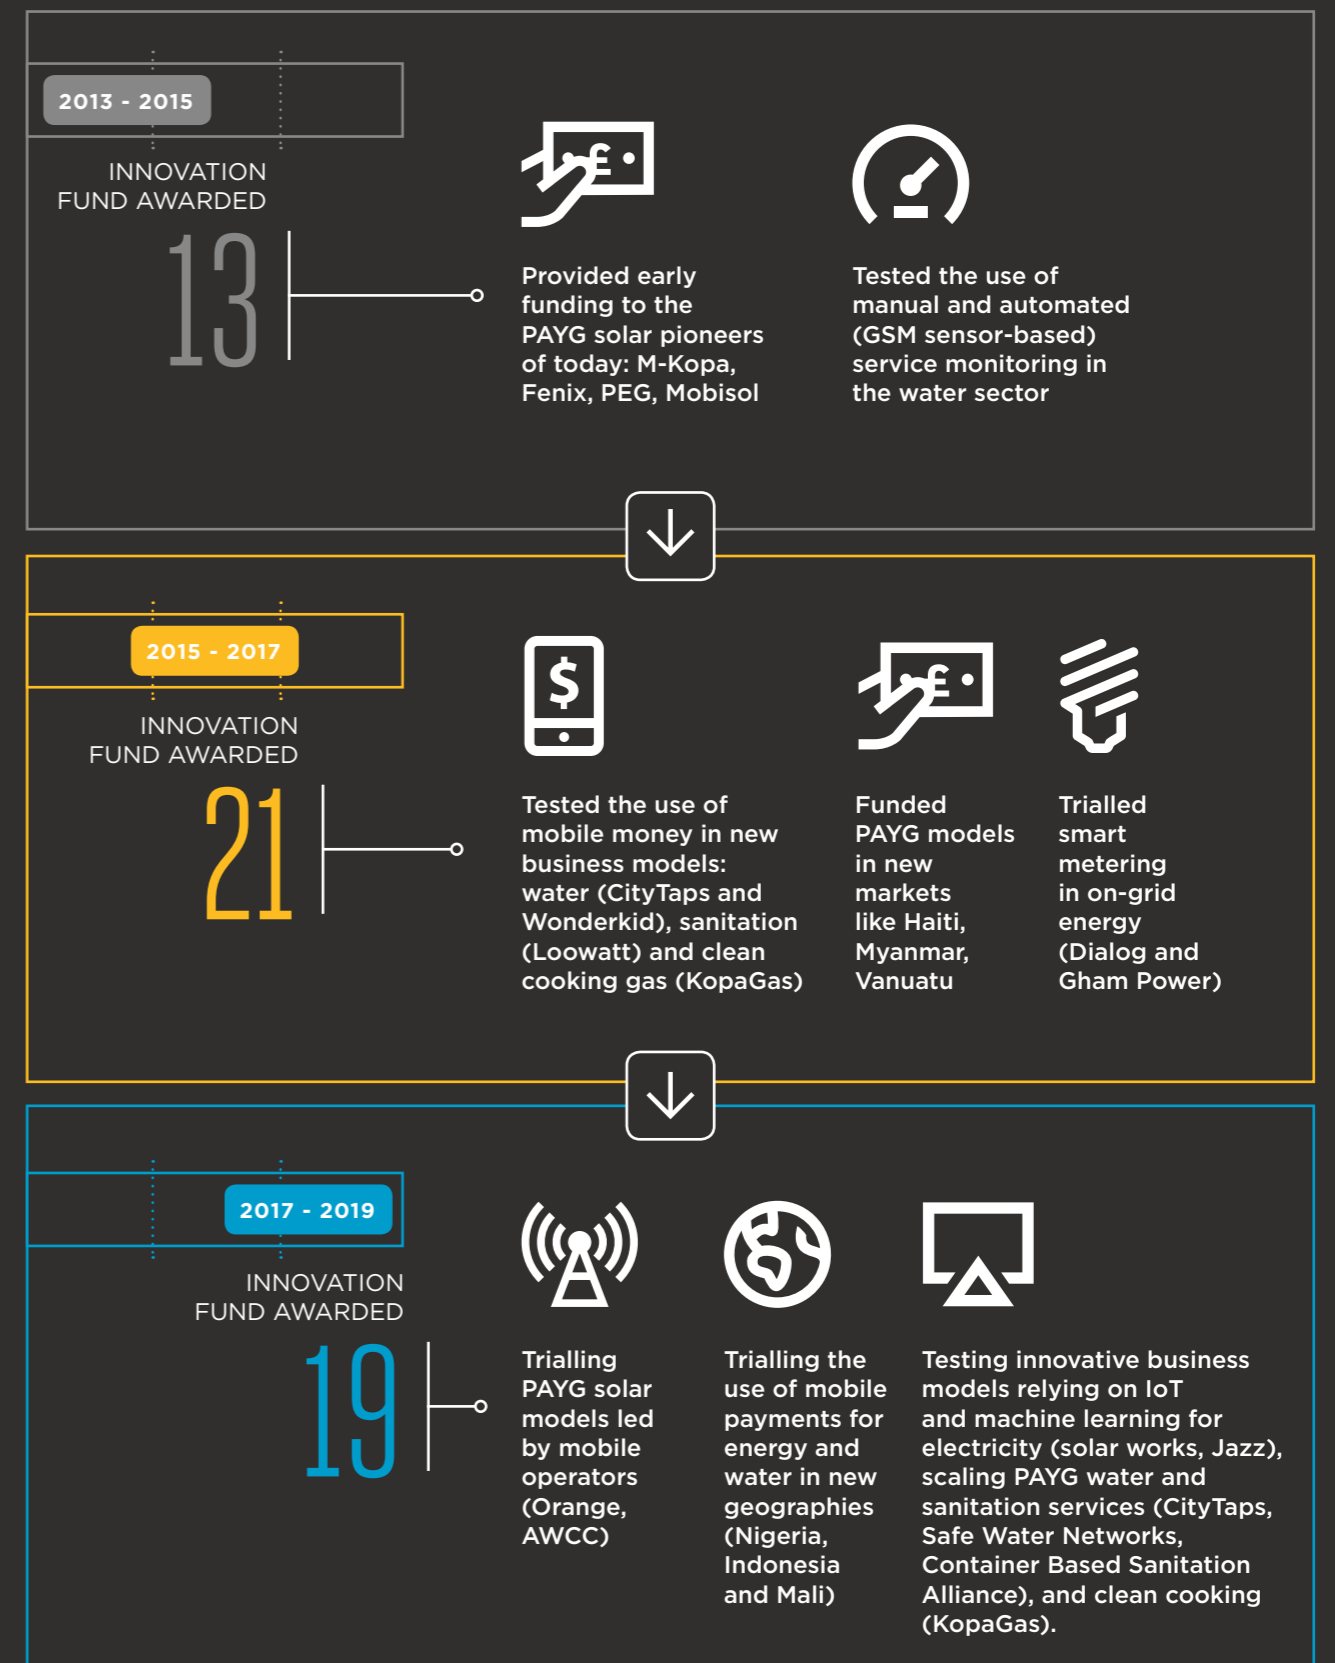 2013 - 2015
INNOVATION
FUND AWARDED
13
£
Provided early
funding to the
PAYG solar pioneers
of today: M-Kopa,
Fenix, PEG, Mobisol
Tested the use of
manual and automated
(GSM sensor-based)
service monitoring in
the water sector
2015 - 2017
INNOVATION
FUND AWARDED
21
$
Tested the use of
mobile money in new
business models:
water (CityTaps and
Wonderkid), sanitation
(Loowatt) and clean
cooking gas (KopaGas)
£
Funded
PAYG models
in new
markets
like Haiti,
Myanmar,
Vanuatu
Trialled
smart
metering
in on-grid
energy
(Dialog and
Gham Power)
2017 - 2019
INNOVATION
FUND AWARDED
19
Trialling
PAYG solar
models led
by mobile
operators
(Orange,
AWCC)
Trialling the
use of mobile
payments for
energy and
water in new
geographies
(Nigeria,
Indonesia
and Mali)
Testing innovative business
models relying on IoT
and machine learning for
electricity (solar works, Jazz),
scaling PAYG water and
sanitation services (CityTaps,
Safe Water Networks,
Container Based Sanitation
Alliance), and clean cooking
(KopaGas).